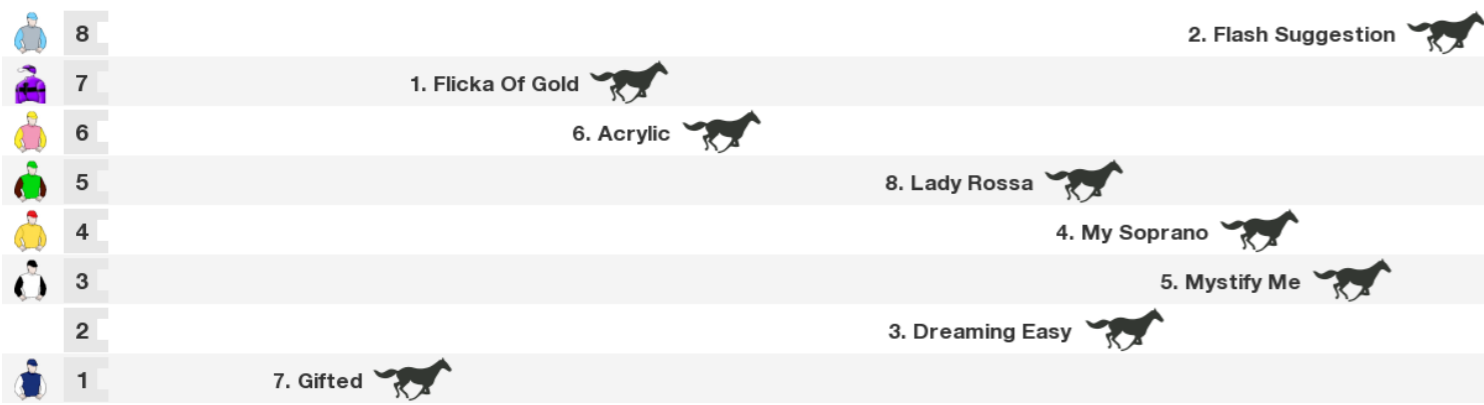 8 2. Flash Suggestion
7 1. Flicka Of Gold
6 6. Acrylic
5 8. Lady Rossa
4 4. My Soprano
3 5. Mystify Me
2 3. Dreaming Easy
1 7. Gifted